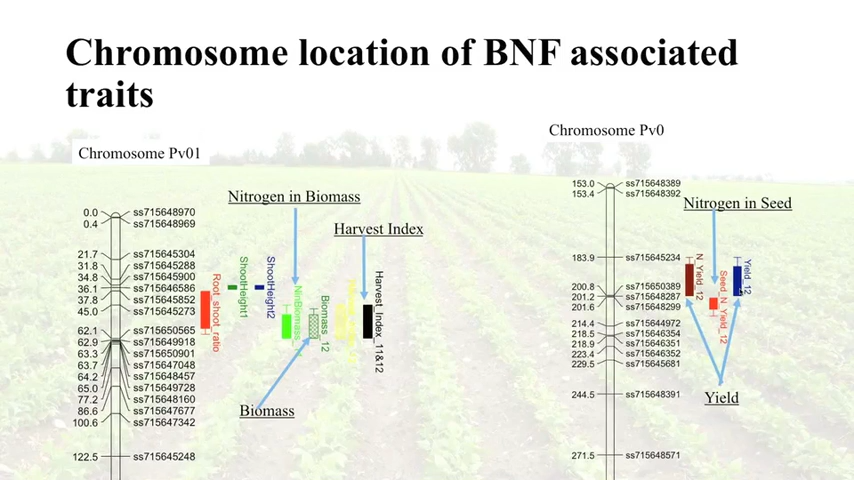 Chromosome location of BNF associated
traits
Chromosome Pv01
Nitrogen in Biomass
Harvest Index
0.0 ss715648970
0.4 ss715648969
21.7 ss715645304
31.8 ss715645288
34.8 ss715645900
36.1 ss715646586
37.8 ss715645852
45.0 ss715645273
62.1 ss715650565
62.9 ss715649918
63.3 ss715650901
63.7 ss715647048
64.2 ss715648457
65.0 ss715649728
77.2 ss715648160
86.6 ss715647677
100.6 ss715647342
122.5 ss715645248
Root_shoot_ratio
ShootHeight1
ShootHeight2
NinBiomass
Biomass_12
Harvest_Index_11&12
Biomass
Chromosome Pv0
Nitrogen in Seed
153.0 ss715648389
153.4 ss715648392
183.9 ss715645234
200.8 ss715650389
201.2 ss715648287
201.6 ss715648299
214.4 ss715644972
218.5 ss715646354
218.9 ss715646351
223.4 ss715646352
229.5 ss715645681
244.5 ss715648391
271.5 ss715648571
N_Yield_12
Seed_N_Yield_12
Yield_12
Yield